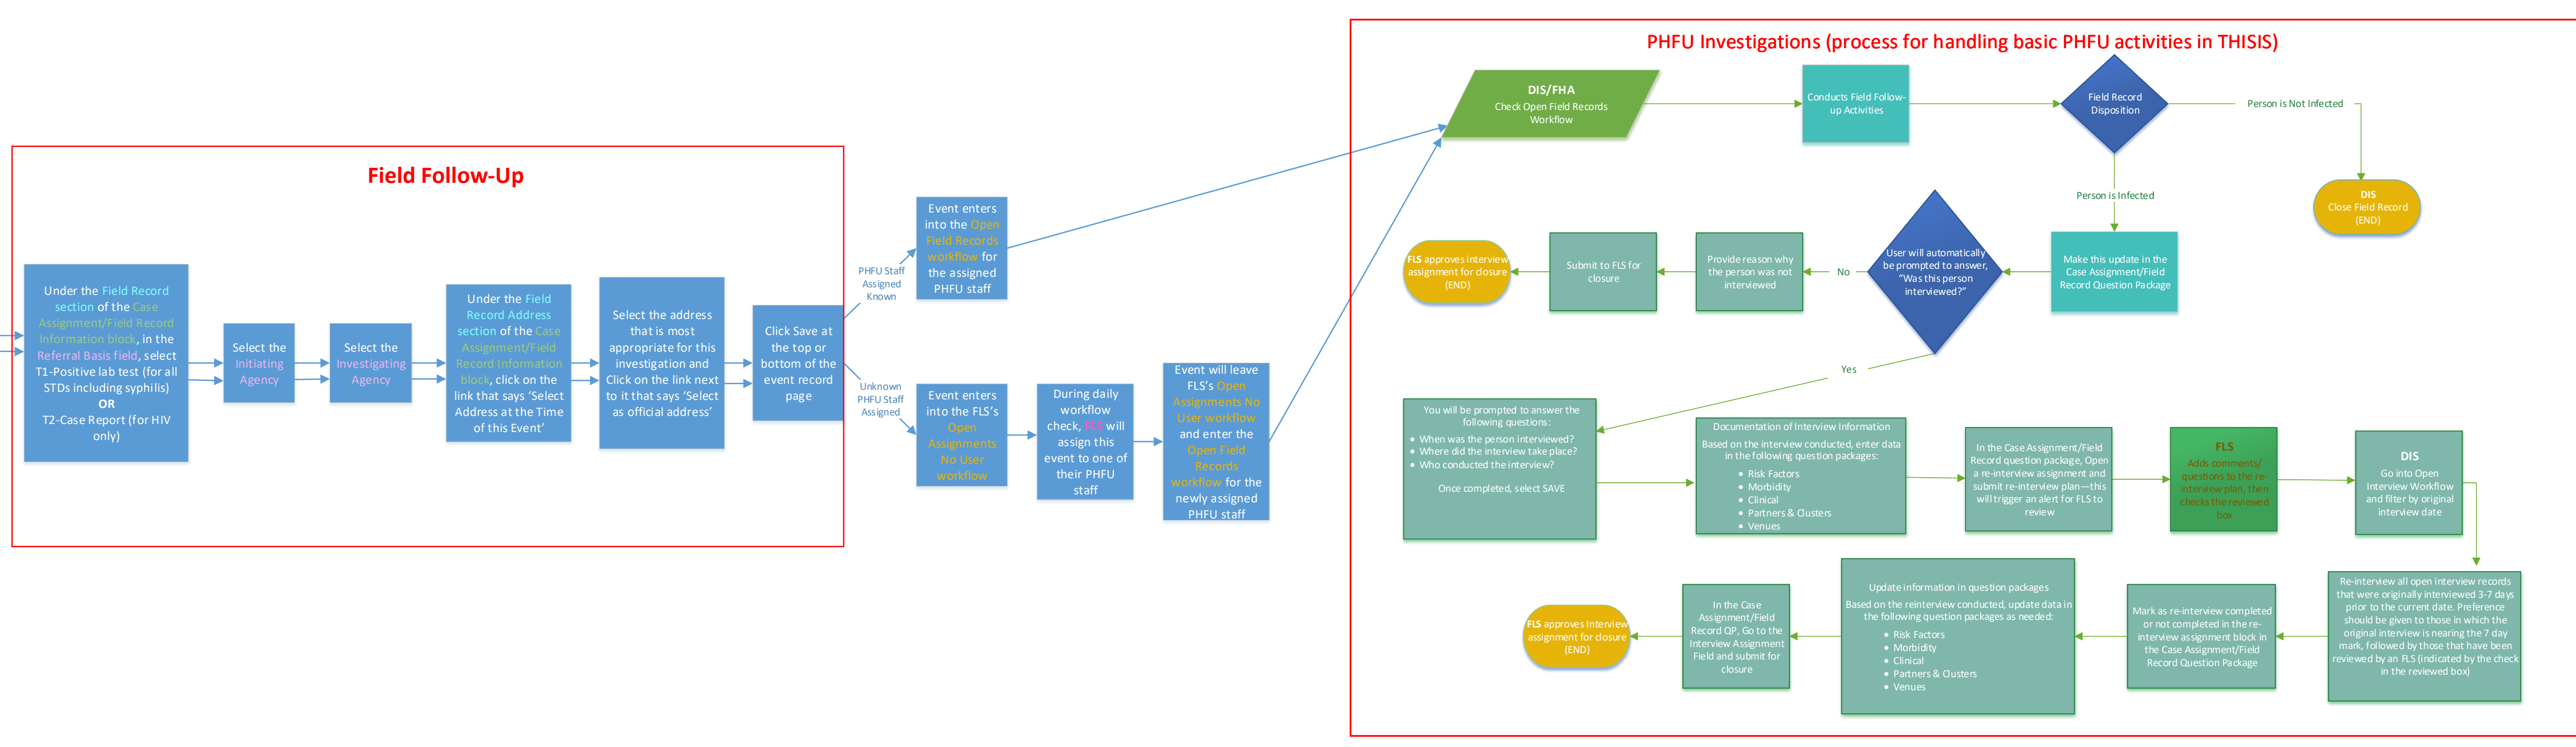 Field Follow-Up
Under the Field Record
section of the Case
Assignment/Field Record
Information block, in the
Referral Basis field, select
T1-Positive lab test (for all
STDs including syphilis)
OR
T2-Case Report (for HIV
only)
Select the
Initiating
Agency
Select the
Investigating
Agency
Under the Field
Record Address
section of the Case
Assignment/Field
Record Information
block, click on the
link that says ‘Select
Address at the Time
of this Event’
Select the address
that is most
appropriate for this
investigation and
Click on the link next
to it that says ‘Select
as official address’
Click Save at
the top or
bottom of the
event record
page
PHFU Staff
Assigned
Known
Event enters
into the Open
Field Records
workflow for
the assigned
PHFU staff
Unknown
PHFU Staff
Assigned
Event enters
into the FLS’s
Open
Assignments
No User
workflow
During daily
workflow
check, FLS will
assign this
event to one of
their PHFU
staff
Event will leave
FLS’s Open
Assignments No
User workflow
and enter the
Open Field
Records
workflow for the
newly assigned
PHFU staff
PHFU Investigations (process for handling basic PHFU activities in THISIS)
DIS/FHA
Check Open Field Records
Workflow
Conducts Field Follow-
up Activities
Field Record
Disposition
Person is Not Infected
DIS
Close Field Record
(END)
Person is Infected
Make this update in the
Case Assignment/Field
Record Question Package
User will automatically
be prompted to answer,
“Was this person
interviewed?”
No
Provide reason why
the person was not
interviewed
Submit to FLS for
closure
FLS approves interview
assignment for closure
(END)
Yes
You will be prompted to answer the
following questions:
• When was the person interviewed?
• Where did the interview take place?
• Who conducted the interview?
Once completed, select SAVE
Documentation of Interview Information
Based on the interview conducted, enter data
in the following question packages:
• Risk Factors
• Morbidity
• Clinical
• Partners & Clusters
• Venues
In the Case Assignment/Field
Record question package, Open
a re-interview assignment and
submit re-interview plan—this
will trigger an alert for FLS to
review
FLS
Adds comments/
questions to the re-
interview plan, then
checks the reviewed
box
DIS
Go into Open
Interview Workflow
and filter by original
interview date
Re-interview all open interview records
that were originally interviewed 3-7 days
prior to the current date. Preference
should be given to those in which the
original interview is nearing the 7 day
mark, followed by those that have been
reviewed by an FLS (indicated by the check
in the reviewed box)
Mark as re-interview completed
or not completed in the re-
interview assignment block in
the Case Assignment/Field
Record Question Package
Update information in question packages
Based on the reinterview conducted, update data in
the following question packages as needed:
• Risk Factors
• Morbidity
• Clinical
• Partners & Clusters
• Venues
In the Case
Assignment/Field
Record QP, Go to the
Interview Assignment
Field and submit for
closure
FLS approves Interview
assignment for closure
(END)